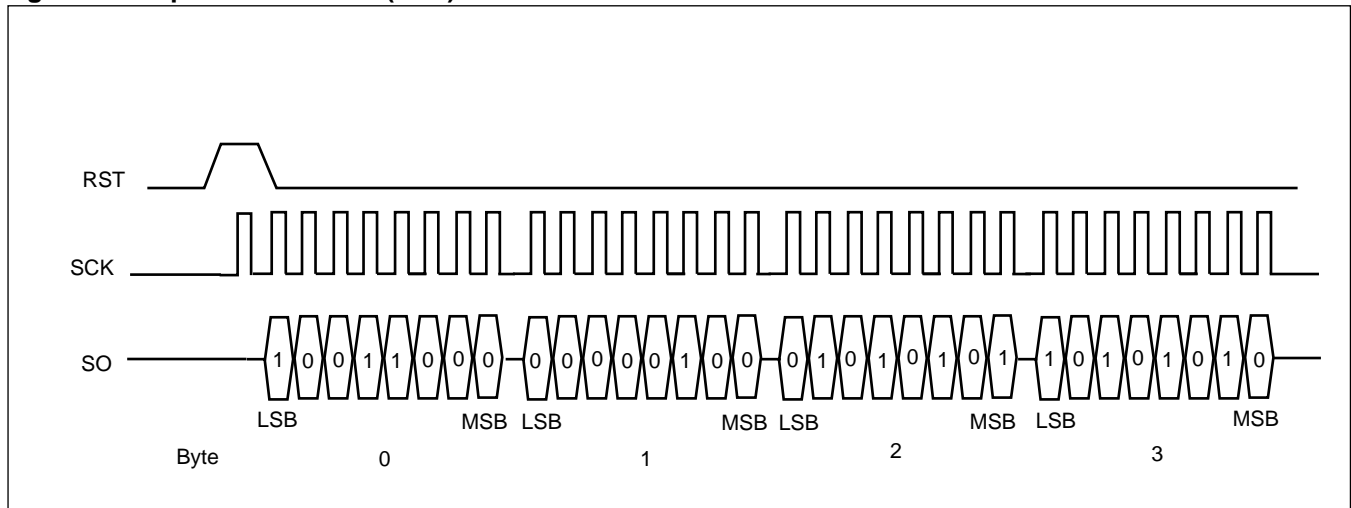 RST
SCK
SO 1 0 0 1 1 0 0 0 0 0 0 0 0 1 0 0 0 1 0 1 0 1 0 1 1 0 1 0 1 0 1 0
LSB MSB LSB MSB LSB MSB LSB MSB
Byte 0 1 2 3